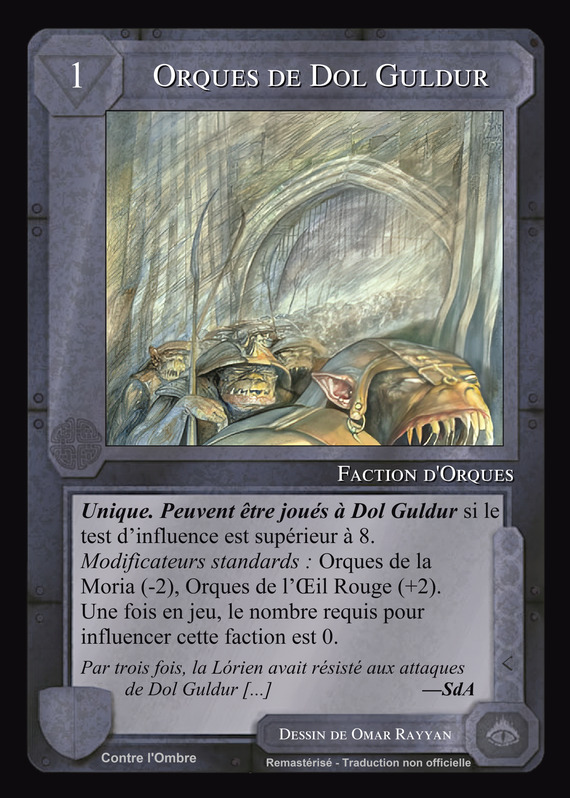 1
ORQUES DE DOL GULDUR
FACTION D'ORQUES
Unique. Peuvent être joués à Dol Guldur si le
test d’influence est supérieur à 8.
Modificateurs standards : Orques de la
Moria (-2), Orques de l’Œil Rouge (+2).
Une fois en jeu, le nombre requis pour
influencer cette faction est 0.
Par trois fois, la Lórien avait résisté aux attaques
de Dol Guldur [...] —SdA
DESSIN DE OMAR RAYYAN
Contre l'Ombre
Remastérisé - Traduction non officielle